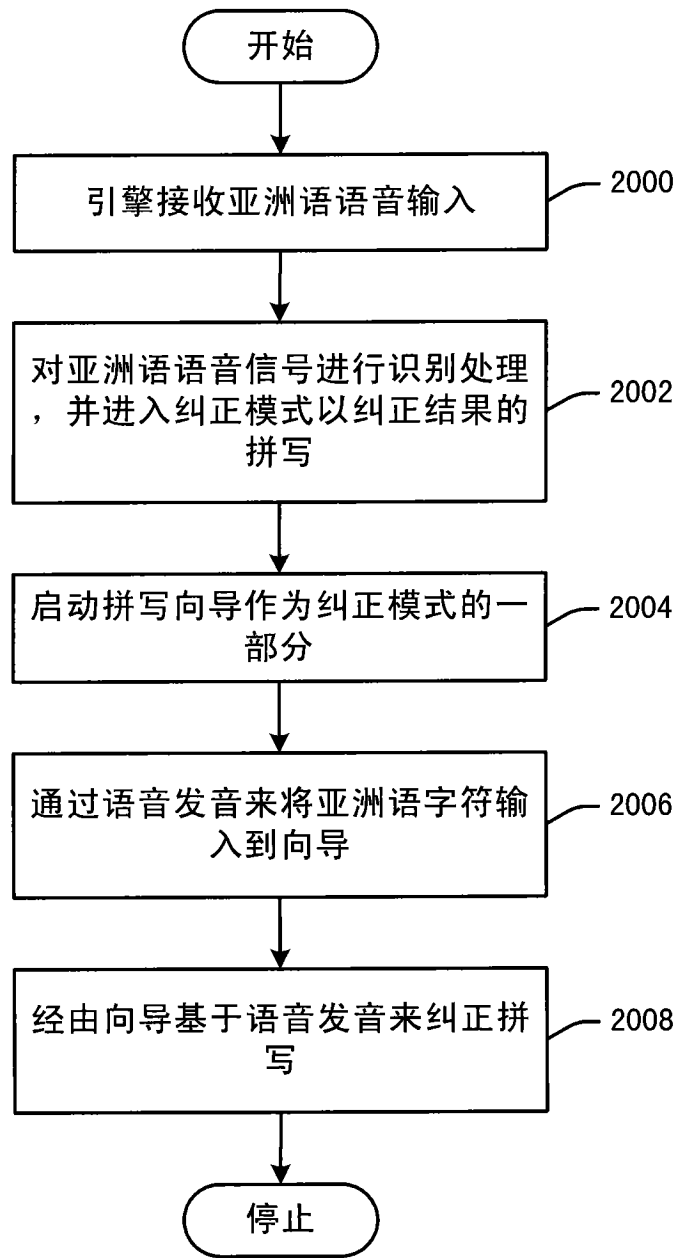 开始
引擎接收亚洲语语音输入
2000
对亚洲语语音信号进行识别处理
，并进入纠正模式以纠正结果的
拼写
2002
启动拼写向导作为纠正模式的一
部分
2004
通过语音发音来将亚洲语字符输
入到向导
2006
经由向导基于语音发音来纠正拼
写
2008
停止